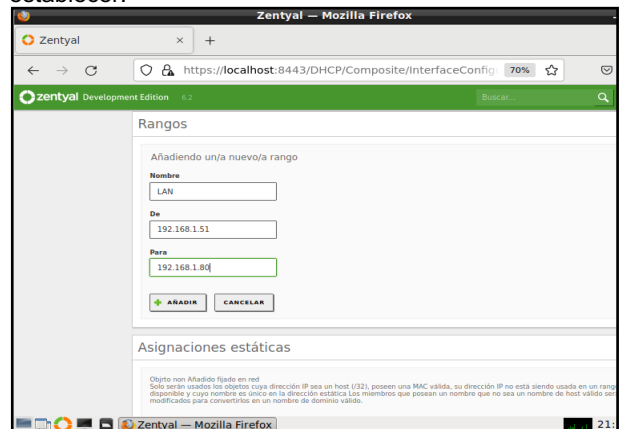 establecen
Zentyal — Mozilla Firefox
Zentyal × +
https://localhost:8443/DHCP/Composite/InterfaceConfig 70%
zentyal Development Edition 6.2 Buscar...
Rangos
Añadiendo un/a nuevo/a rango
Nombre
LAN
De
192.168.1.51
Para
192.168.1.80
+ AÑADIR CANCELAR
Asignaciones estáticas
Objrto non Añadido fijado en red
Solo serán usados los objetos cuya dirección IP sea un host (/32), poseen una MAC válida, su dirección IP no está siendo usada en un rang
disponible y cuyo nombre es único en la dirección estática Los miembros que posean un nombre que no sea un nombre de host válido ser
modificados para convertirlos en un nombre de dominio válido.
Zentyal — Mozilla Firefox 21: